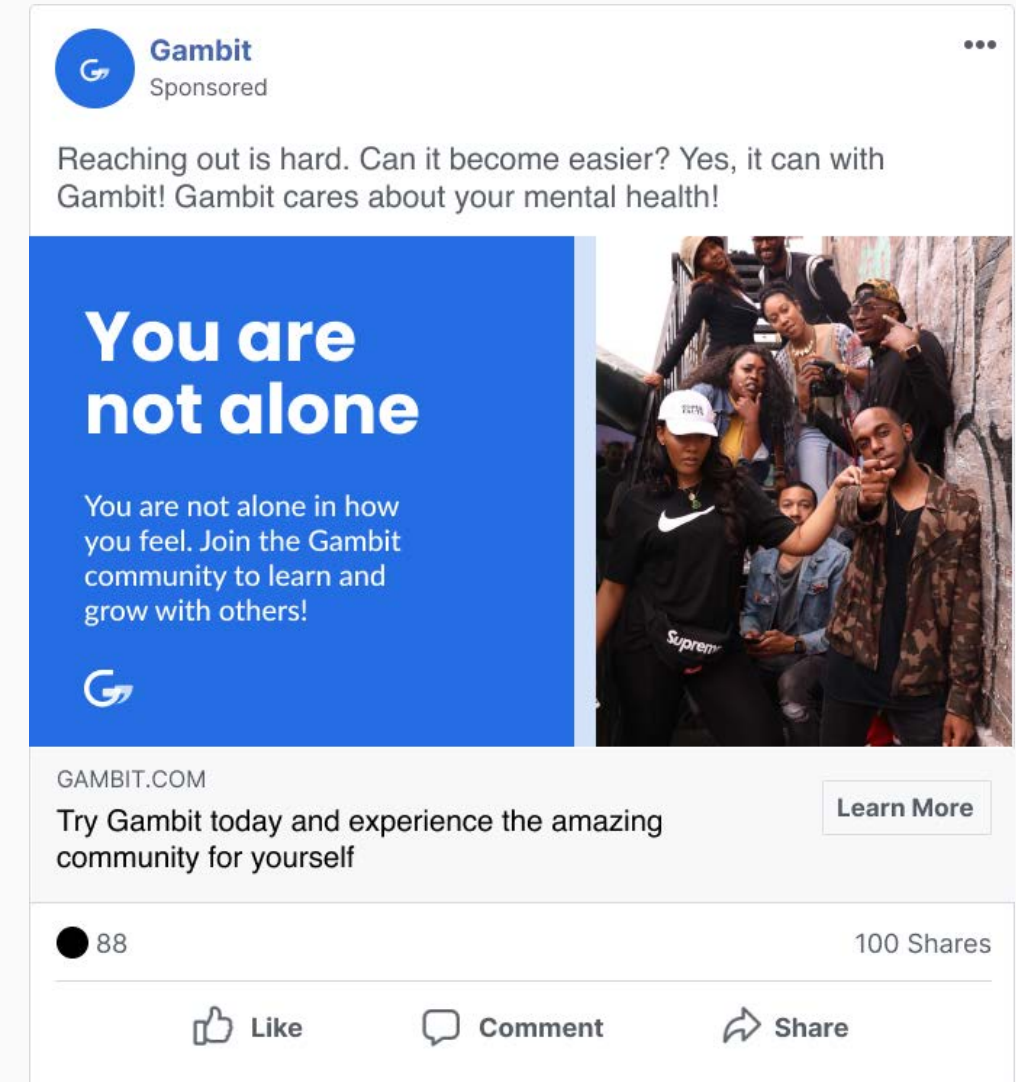 Gambit
Sponsored
Reaching out is hard. Can it become easier? Yes, it can with
Gambit! Gambit cares about your mental health!
You are
not alone
You are not alone in how
you feel. Join the Gambit
community to learn and
grow with others!
Supreme
GAMBIT.COM
Try Gambit today and experience the amazing
community for yourself
Learn More
88
100 Shares
Like
Comment
Share